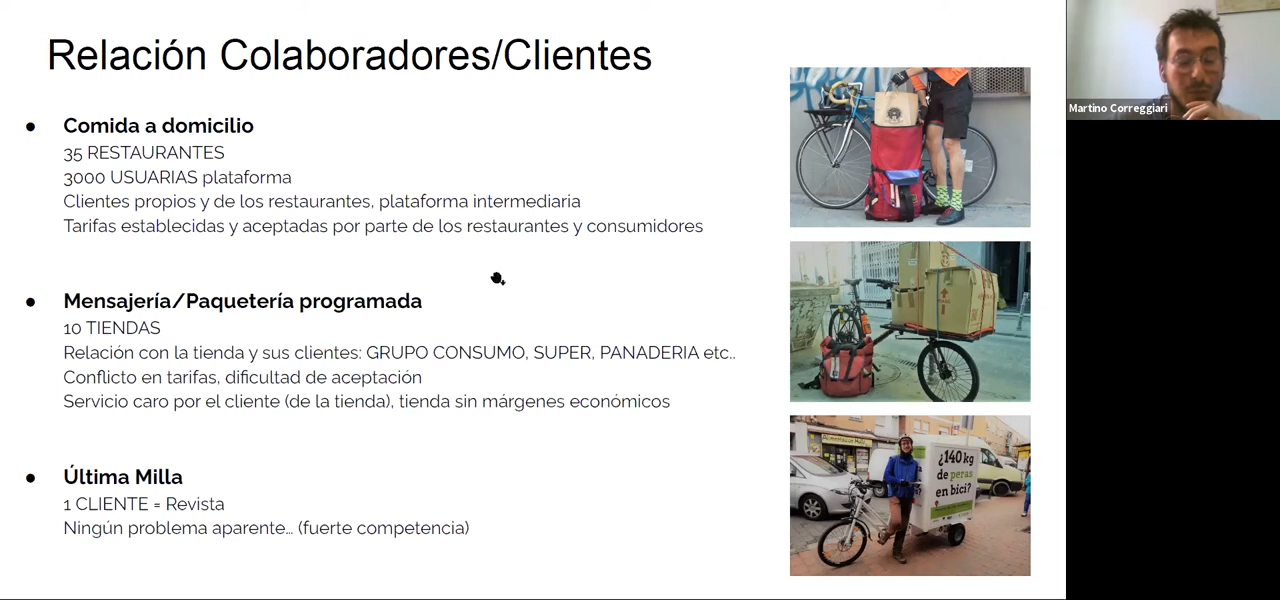 Relación Colaboradores/Clientes
Comida a domicilio
35 RESTAURANTES
3000 USUARIAS plataforma
Clientes propios y de los restaurantes, plataforma intermediaria
Tarifas establecidas y aceptadas por parte de los restaurantes y consumidores
Mensajería/Paquetería programada
10 TIENDAS
Relación con la tienda y sus clientes: GRUPO CONSUMO, SUPER, PANADERIA etc..
Conflicto en tarifas, dificultad de aceptación
Servicio caro por el cliente (de la tienda), tienda sin márgenes económicos
Última Milla
1 CLIENTE = Revista
Ningún problema aparente... (fuerte competencia)
¿140 kg
de peras
en bici?
Martino Correggiari